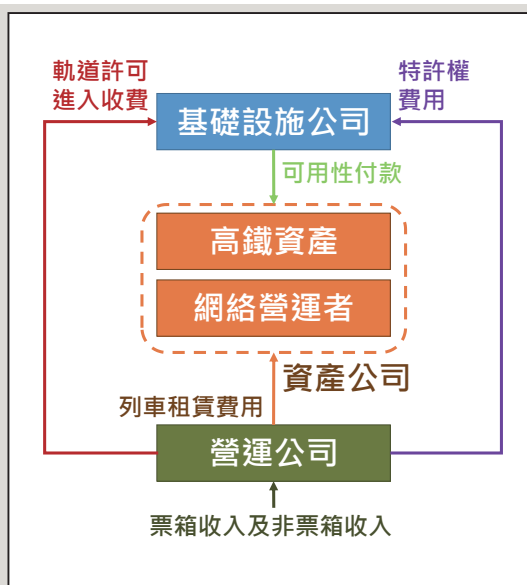 軌道許可
進入收費
特許權
費用
基礎設施公司
可用性付款
高鐵資產
網絡營運者
資產公司
列車租賃費用
營運公司
票箱收入及非票箱收入